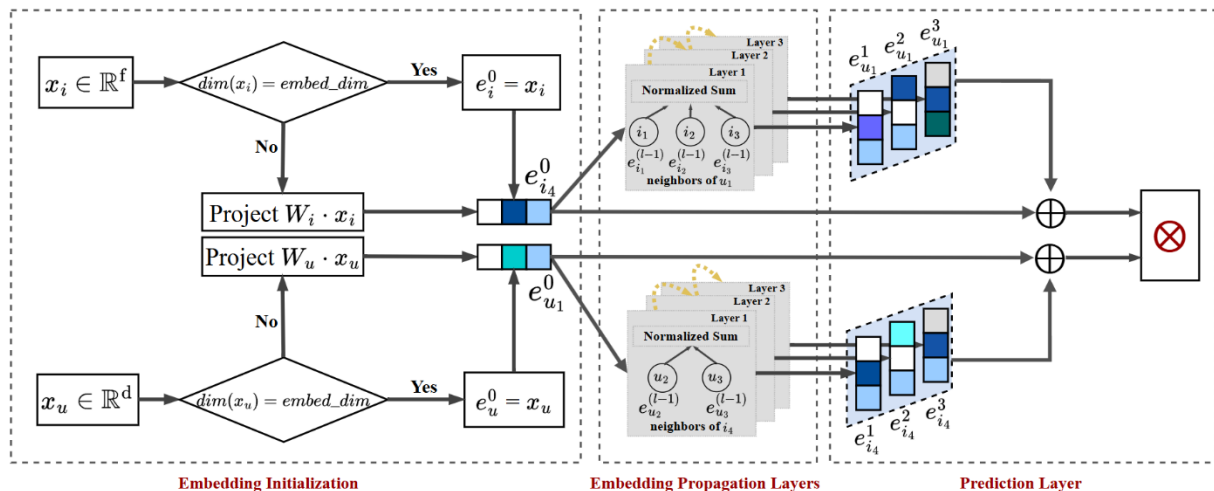 x_i ∈ ℝ^f
dim(x_i) = embed_dim
Yes
e_i^0 = x_i
No
Project W_i · x_i
e_{i_4}^0
Project W_u · x_u
e_{u_1}^0
No
x_u ∈ ℝ^d
dim(x_u) = embed_dim
Yes
e_u^0 = x_u
Embedding Initialization
Layer 3
Layer 2
Layer 1
Normalized Sum
i_1 i_2 i_3
e_{i_1}^{(l-1)} e_{i_2}^{(l-1)} e_{i_3}^{(l-1)}
neighbors of u_1
Layer 3
Layer 2
Layer 1
Normalized Sum
u_2 u_3
e_{u_2}^{(l-1)} e_{u_3}^{(l-1)}
neighbors of i_4
Embedding Propagation Layers
e_{u_1}^1 e_{u_1}^2 e_{u_1}^3
e_{i_4}^1 e_{i_4}^2 e_{i_4}^3
Prediction Layer